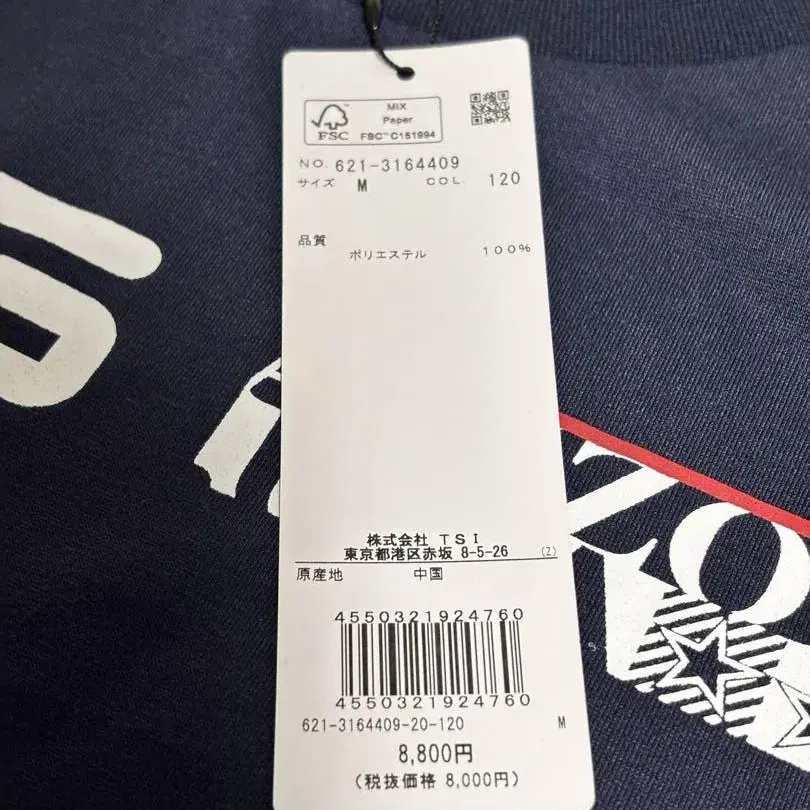 MIX
Paper
FSC™ C151994
FSC
NO. 621-3164409
サイズ M COL. 120
品質
ポリエステル 100%
株式会社 TSI
東京都港区赤坂 8-5-26 (Z)
原産地 中国
4550321924760
4550321924760
621-3164409-20-120 M
8,800円
(税抜価格 8,000円)
ZO